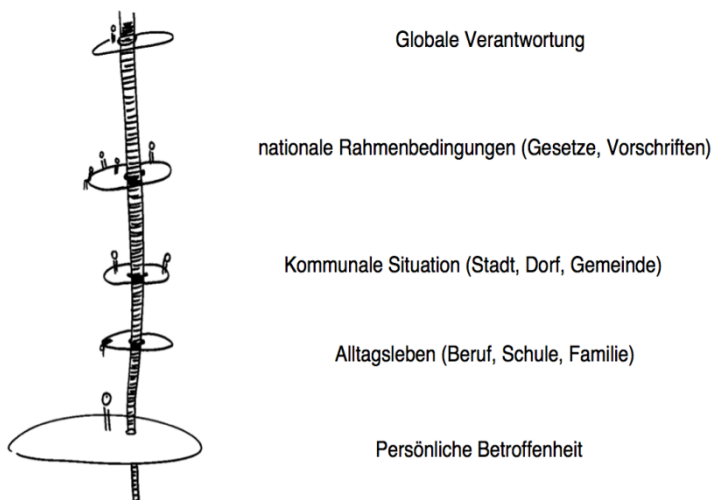 Globale Verantwortung
nationale Rahmenbedingungen (Gesetze, Vorschriften)
Kommunale Situation (Stadt, Dorf, Gemeinde)
Alltagsleben (Beruf, Schule, Familie)
Persönliche Betroffenheit